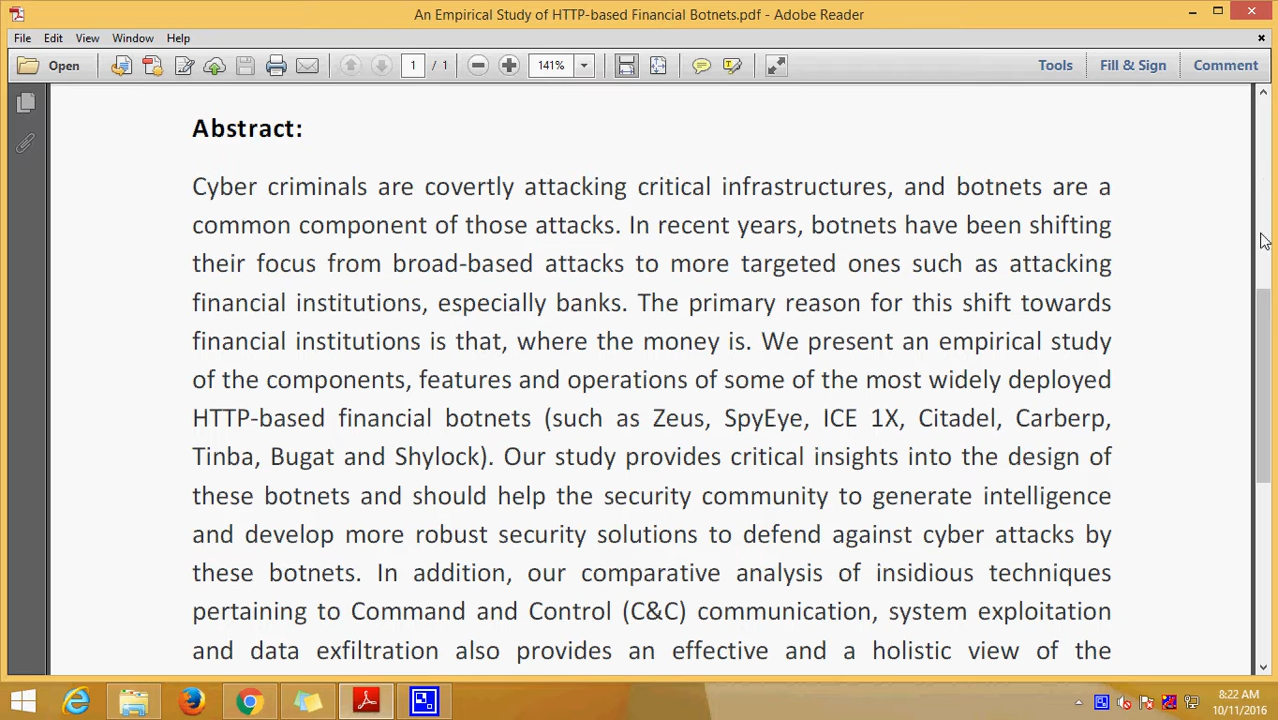 An Empirical Study of HTTP-based Financial Botnets.pdf - Adobe Reader
File Edit View Window Help
Open 1 / 1 141% Tools Fill & Sign Comment
Abstract:
Cyber criminals are covertly attacking critical infrastructures, and botnets are a
common component of those attacks. In recent years, botnets have been shifting
their focus from broad-based attacks to more targeted ones such as attacking
financial institutions, especially banks. The primary reason for this shift towards
financial institutions is that, where the money is. We present an empirical study
of the components, features and operations of some of the most widely deployed
HTTP-based financial botnets (such as Zeus, SpyEye, ICE 1X, Citadel, Carberp,
Tinba, Bugat and Shylock). Our study provides critical insights into the design of
these botnets and should help the security community to generate intelligence
and develop more robust security solutions to defend against cyber attacks by
these botnets. In addition, our comparative analysis of insidious techniques
pertaining to Command and Control (C&C) communication, system exploitation
and data exfiltration also provides an effective and a holistic view of the
8:22 AM
10/11/2016